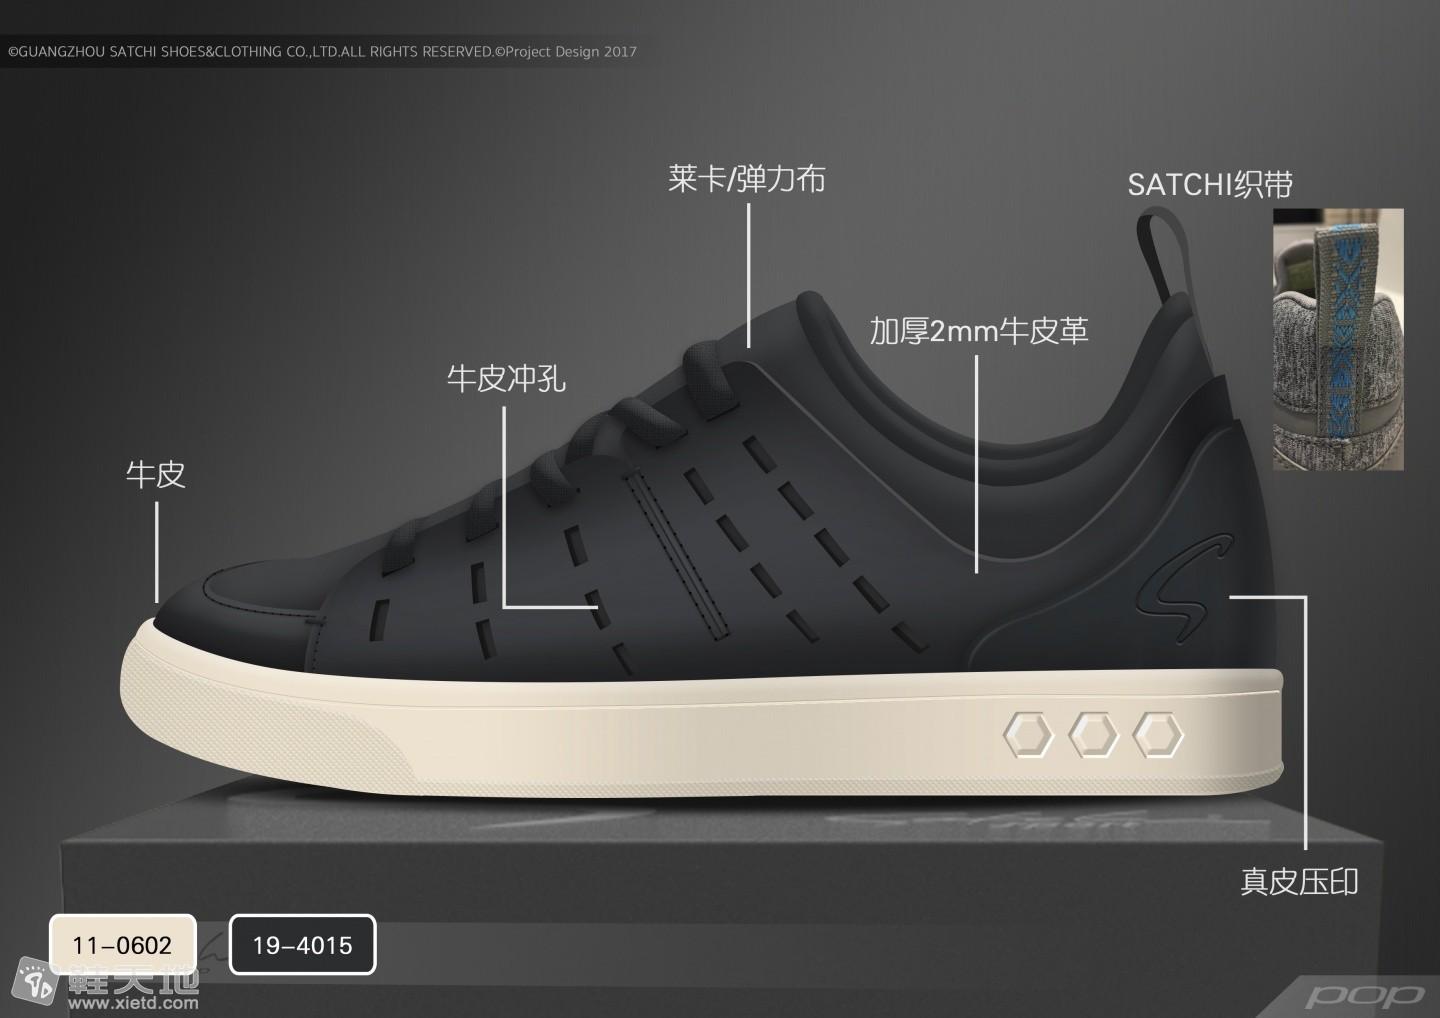 ©GUANGZHOU SATCHI SHOES&CLOTHING CO.,LTD.ALL RIGHTS RESERVED.©Project Design 2017
莱卡/弹力布
SATCHI织带
加厚2mm牛皮革
牛皮冲孔
牛皮
真皮压印
11-0602
19-4015
鞋天地
www.xietd.com
pop